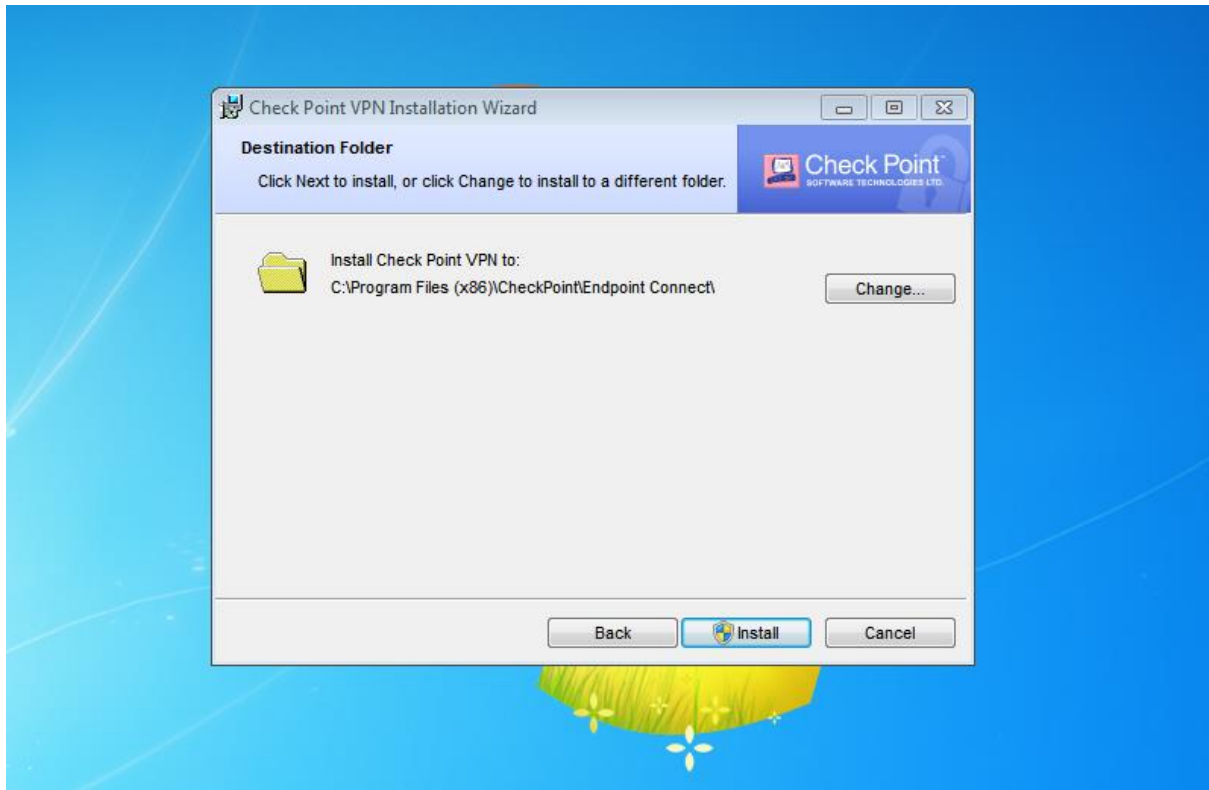 Check Point VPN Installation Wizard
Destination Folder
Click Next to install, or click Change to install to a different folder.
Check Point™
SOFTWARE TECHNOLOGIES LTD.
Install Check Point VPN to:
C:\Program Files (x86)\CheckPoint\Endpoint Connect\
Change...
Back
Install
Cancel